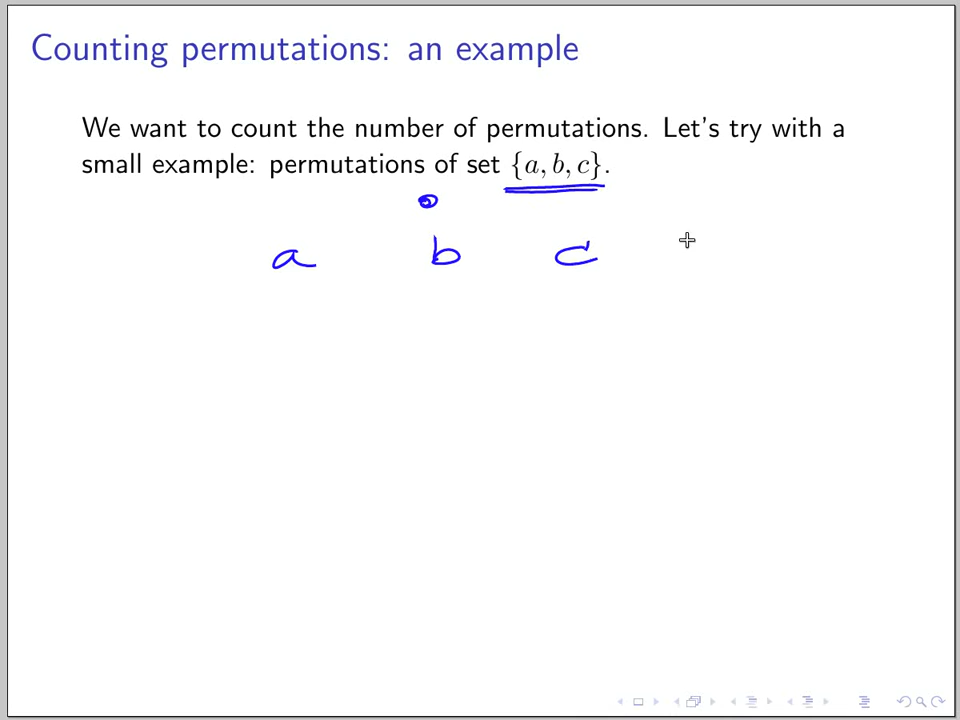 Counting permutations: an example
We want to count the number of permutations. Let's try with a
small example: permutations of set {a, b, c}.
a b c